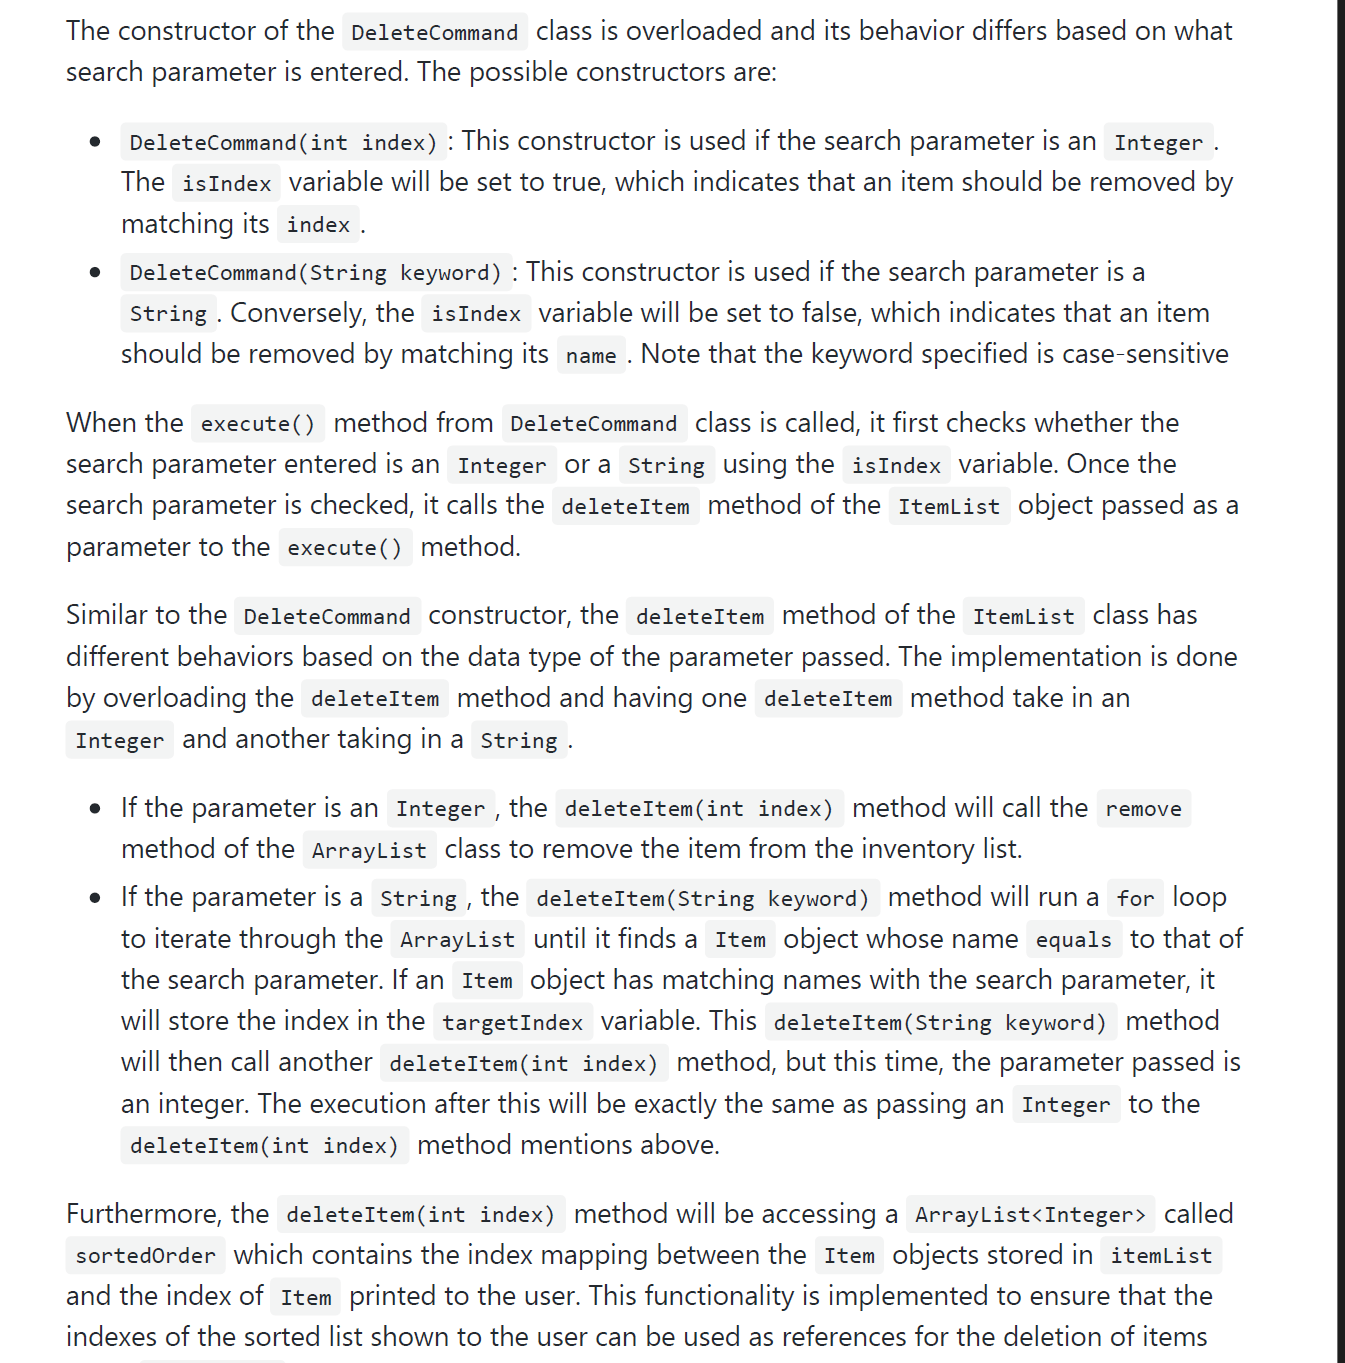 The constructor of the DeleteCommand class is overloaded and its behavior differs based on what
search parameter is entered. The possible constructors are:
• DeleteCommand(int index) : This constructor is used if the search parameter is an Integer .
The isIndex variable will be set to true, which indicates that an item should be removed by
matching its index .
• DeleteCommand(String keyword) : This constructor is used if the search parameter is a
String . Conversely, the isIndex variable will be set to false, which indicates that an item
should be removed by matching its name . Note that the keyword specified is case-sensitive
When the execute() method from DeleteCommand class is called, it first checks whether the
search parameter entered is an Integer or a String using the isIndex variable. Once the
search parameter is checked, it calls the deleteItem method of the ItemList object passed as a
parameter to the execute() method.
Similar to the DeleteCommand constructor, the deleteItem method of the ItemList class has
different behaviors based on the data type of the parameter passed. The implementation is done
by overloading the deleteItem method and having one deleteItem method take in an
Integer and another taking in a String .
• If the parameter is an Integer , the deleteItem(int index) method will call the remove
method of the ArrayList class to remove the item from the inventory list.
• If the parameter is a String , the deleteItem(String keyword) method will run a for loop
to iterate through the ArrayList until it finds a Item object whose name equals to that of
the search parameter. If an Item object has matching names with the search parameter, it
will store the index in the targetIndex variable. This deleteItem(String keyword) method
will then call another deleteItem(int index) method, but this time, the parameter passed is
an integer. The execution after this will be exactly the same as passing an Integer to the
deleteItem(int index) method mentions above.
Furthermore, the deleteItem(int index) method will be accessing a ArrayList<Integer> called
sortedOrder which contains the index mapping between the Item objects stored in itemList
and the index of Item printed to the user. This functionality is implemented to ensure that the
indexes of the sorted list shown to the user can be used as references for the deletion of items